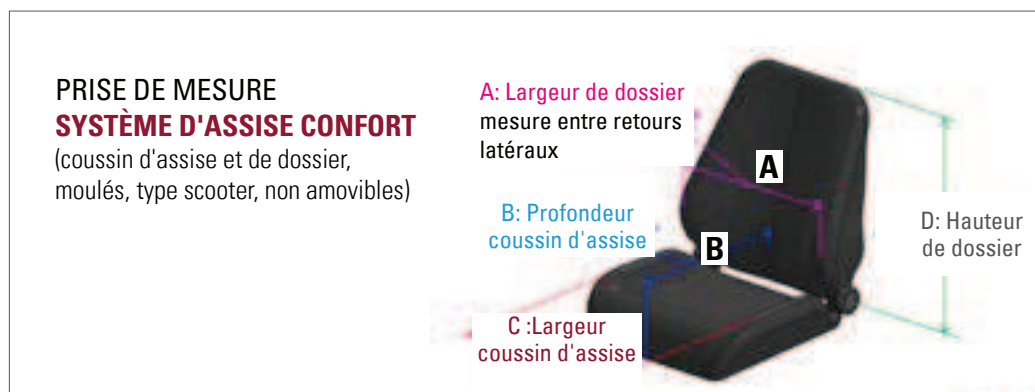 PRISE DE MESURE
SYSTÈME D'ASSISE CONFORT
(coussin d'assise et de dossier,
moulés, type scooter, non amovibles)
A: Largeur de dossier
mesure entre retours
latéraux
A
B: Profondeur
coussin d'assise
B
C :Largeur
coussin d'assise
D: Hauteur
de dossier